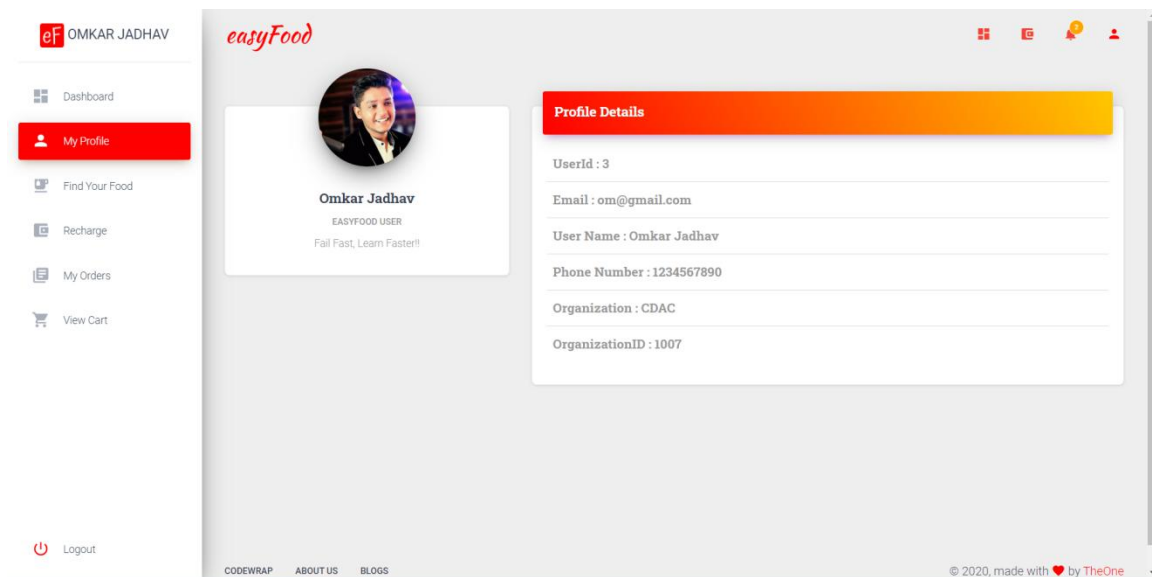 eF OMKAR JADHAV
Dashboard
My Profile
Find Your Food
Recharge
My Orders
View Cart
Logout
easyFood
Omkar Jadhav
EASYFOOD USER
Fail Fast, Learn Faster!!
Profile Details
UserId : 3
Email : om@gmail.com
User Name : Omkar Jadhav
Phone Number : 1234567890
Organization : CDAC
OrganizationID : 1007
CODEWRAP ABOUT US BLOGS
© 2020, made with ❤ by TheOne